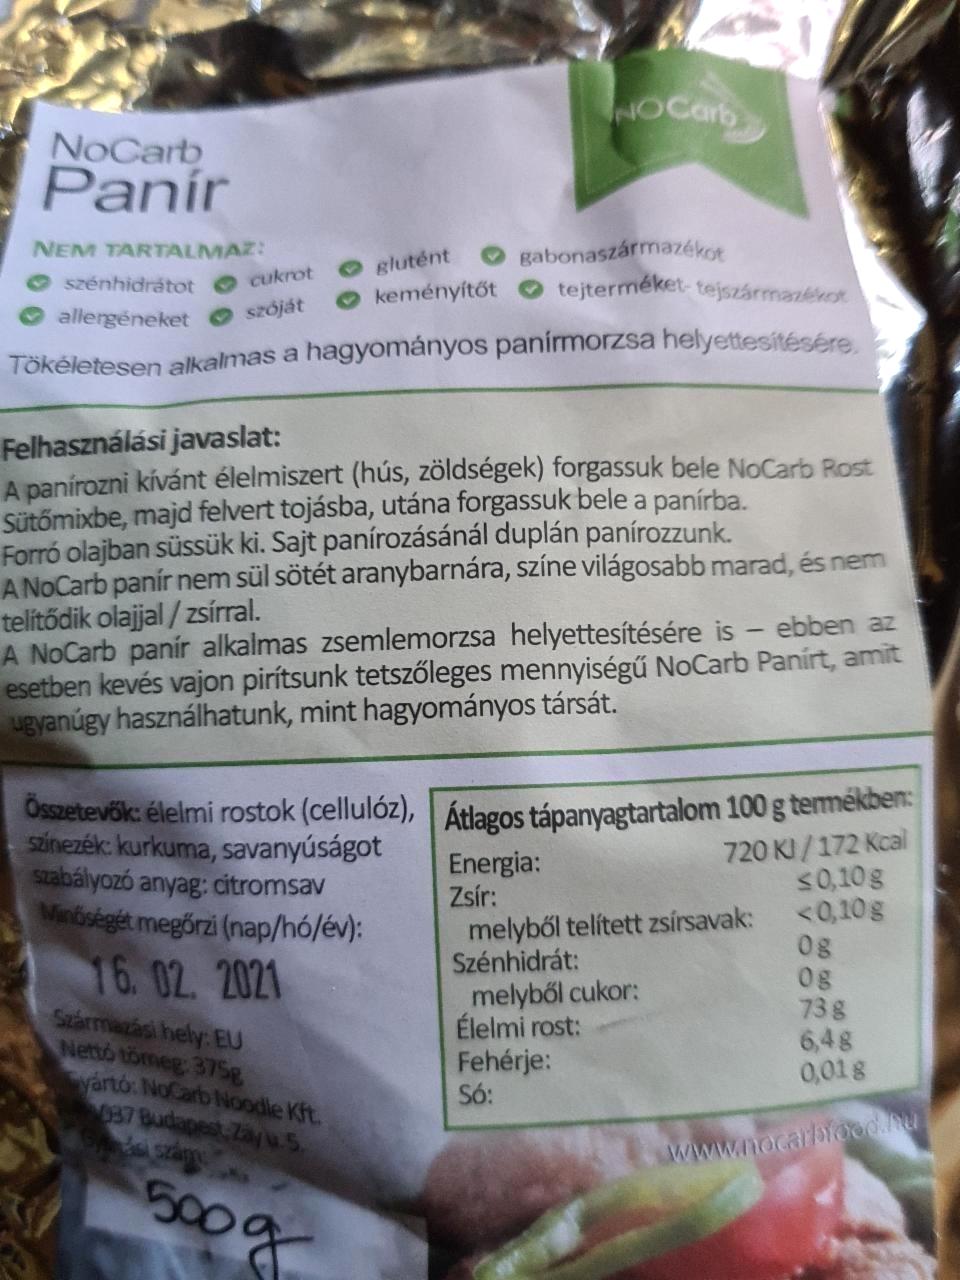 NOCarb
NoCarb
Panír
NEM TARTALMAZ:
szénhidrátot cukrot glutént gabonaszármazékot
allergéneket szóját keményítőt tejterméket- tejszármazékot
Tökéletesen alkalmas a hagyományos panírmorzsa helyettesítésére.
Felhasználási javaslat:
A panírozni kívánt élelmiszert (hús, zöldségek) forgassuk bele NoCarb Rost
Sütőmixbe, majd felvert tojásba, utána forgassuk bele a panírba.
Forró olajban süssük ki. Sajt panírozásánál duplán panírozzunk.
A NoCarb panír nem sül sötét aranybarnára, színe világosabb marad, és nem
telítődik olajjal / zsírral.
A NoCarb panír alkalmas zsemlemorzsa helyettesítésére is – ebben az
esetben kevés vajon pirítsunk tetszőleges mennyiségű NoCarb Panírt, amit
ugyanúgy használhatunk, mint hagyományos társát.
Összetevők: élelmi rostok (cellulóz),
színezék: kurkuma, savanyúságot
szabályozó anyag: citromsav
Minőségét megőrzi (nap/hó/év):
16. 02. 2021
Származási hely: EU
Nettó tömeg: 375g
Gyártó: NoCarb Noodle Kft.
1037 Budapest, Zay u. 5.
Gyártási szám:
500g
Átlagos tápanyagtartalom 100 g termékben:
Energia: 720 KJ / 172 Kcal
Zsír: ≤0,10 g
melyből telített zsírsavak: <0,10 g
Szénhidrát: 0 g
melyből cukor: 0 g
Élelmi rost: 73 g
Fehérje: 6,4 g
Só: 0,01 g
www.nocarbfood.hu